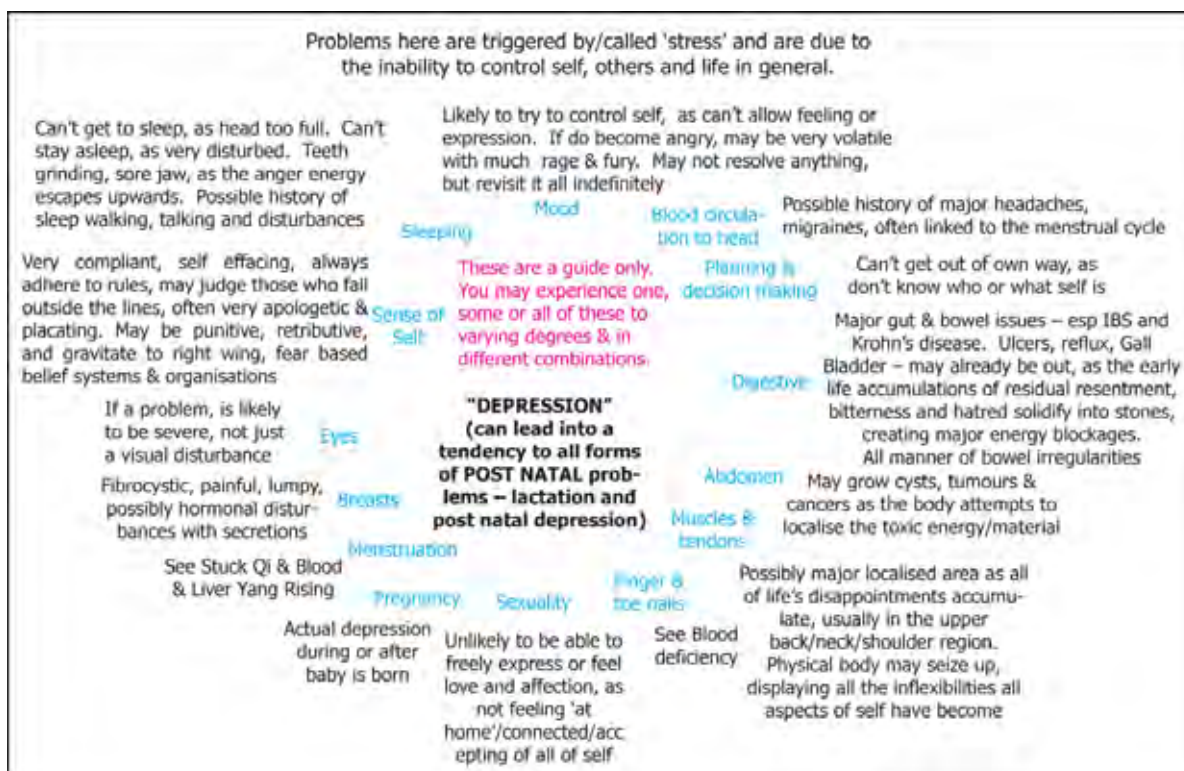 Problems here are triggered by/called 'stress' and are due to
the inability to control self, others and life in general.
Can't get to sleep, as head too full. Can't
stay asleep, as very disturbed. Teeth
grinding, sore jaw, as the anger energy
escapes upwards. Possible history of
sleep walking, talking and disturbances
Sleeping
Likely to try to control self, as can't allow feeling or
expression. If do become angry, may be very volatile
with much rage & fury. May not resolve anything,
but revisit it all indefinitely
Mood
Blood circula-
tion to head
Possible history of major headaches,
migraines, often linked to the menstrual cycle
Very compliant, self effacing, always
adhere to rules, may judge those who fall
outside the lines, often very apologetic &
placating. May be punitive, retributive,
and gravitate to right wing, fear based
belief systems & organisations
Sense of
Self
These are a guide only.
You may experience one,
some or all of these to
varying degrees & in
different combinations.
Planning &
decision making
Can't get out of own way, as
don't know who or what self is
Digestive
Major gut & bowel issues – esp IBS and
Krohn's disease. Ulcers, reflux, Gall
Bladder – may already be out, as the early
life accumulations of residual resentment,
bitterness and hatred solidify into stones,
creating major energy blockages.
All manner of bowel irregularities
If a problem, is likely
to be severe, not just
a visual disturbance
Eyes
"DEPRESSION"
(can lead into a
tendency to all forms
of POST NATAL prob-
lems – lactation and
post natal depression)
Abdomen
May grow cysts, tumours &
cancers as the body attempts to
localise the toxic energy/material
Fibrocystic, painful, lumpy,
possibly hormonal distur-
bances with secretions
Breasts
Muscles &
tendons
Possibly major localised area as all
of life's disappointments accumu-
late, usually in the upper
back/neck/shoulder region.
Physical body may seize up,
displaying all the inflexibilities all
aspects of self have become
Menstruation
See Stuck Qi & Blood
& Liver Yang Rising
Pregnancy
Actual depression
during or after
baby is born
Sexuality
Unlikely to be able to
freely express or feel
love and affection, as
not feeling 'at
home'/connected/acc
epting of all of self
Finger &
toe nails
See Blood
deficiency